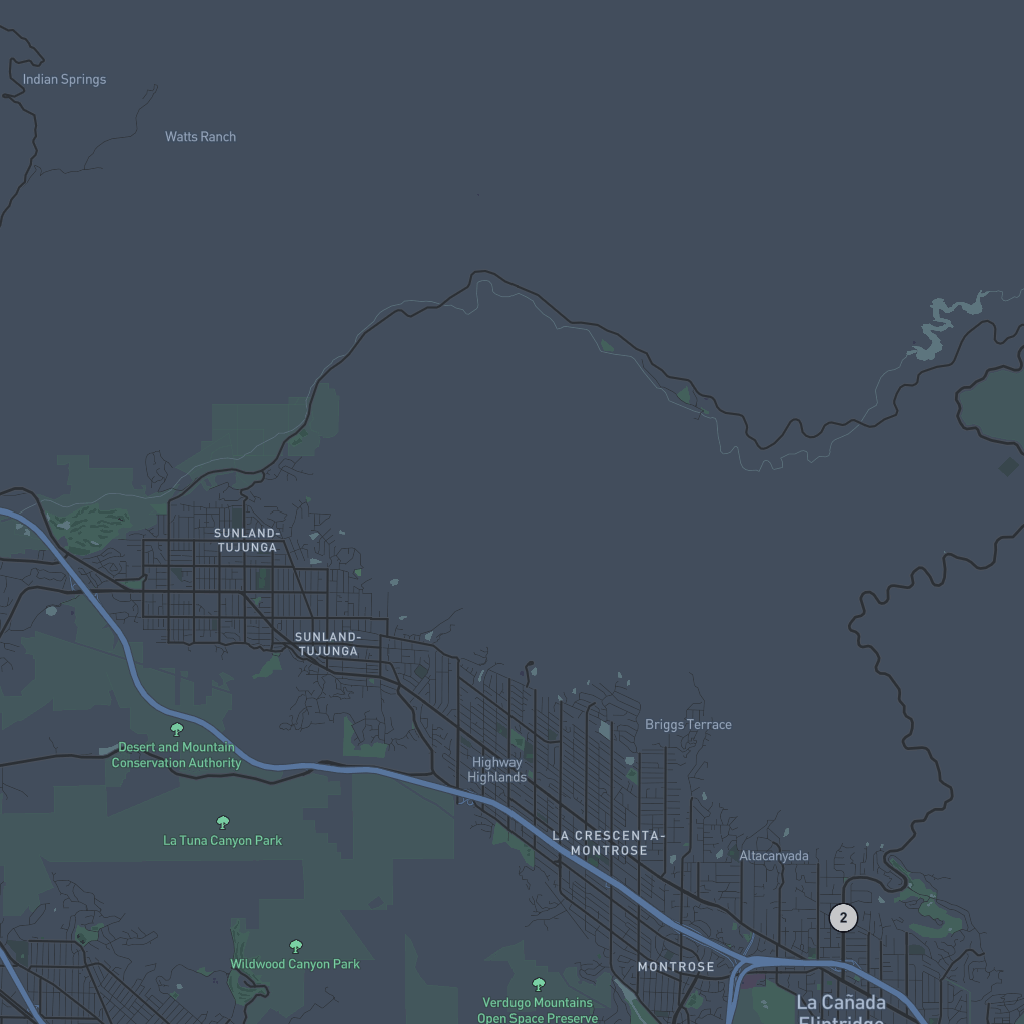 Indian Springs
Watts Ranch
SUNLAND-
TUJUNGA
SUNLAND-
TUJUNGA
Briggs Terrace
Desert and Mountain
Conservation Authority
Highway
Highlands
La Tuna Canyon Park
LA CRESCENTA-
MONTROSE
Altacanyada
2
Wildwood Canyon Park
MONTROSE
Verdugo Mountains
Open Space Preserve
La Cañada
Flintridge